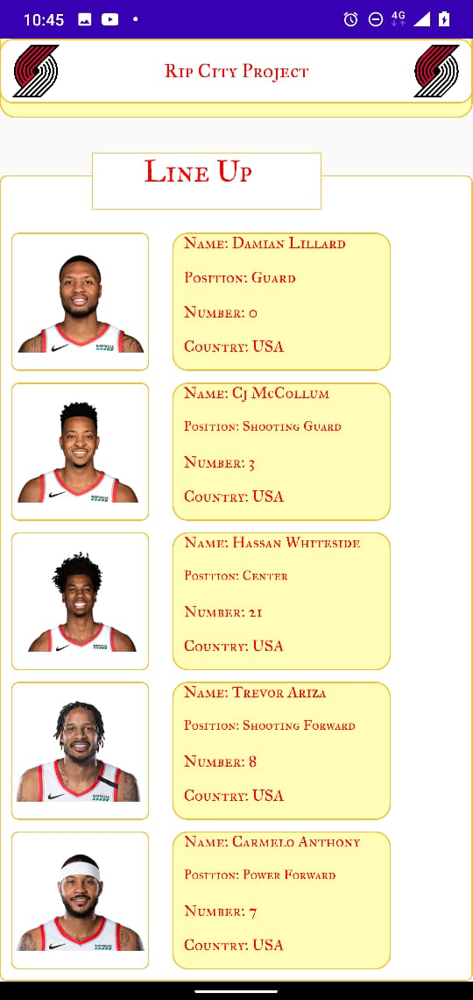 10:45
4G
Rip City Project
Line Up
Name: Damian Lillard
Position: Guard
Number: 0
Country: USA
Name: Cj McCollum
Position: Shooting Guard
Number: 3
Country: USA
Name: Hassan Whiteside
Position: Center
Number: 21
Country: USA
Name: Trevor Ariza
Position: Shooting Forward
Number: 8
Country: USA
Name: Carmelo Anthony
Position: Power Forward
Number: 7
Country: USA